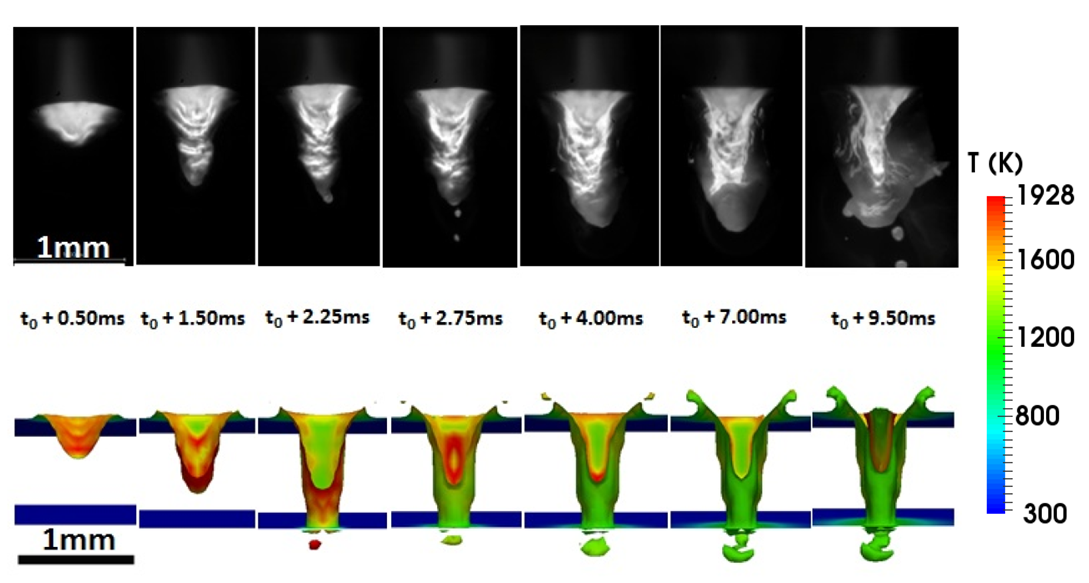 1mm
T (K)
1928
1600
1200
800
300
t₀ + 0.50ms
t₀ + 1.50ms
t₀ + 2.25ms
t₀ + 2.75ms
t₀ + 4.00ms
t₀ + 7.00ms
t₀ + 9.50ms
1mm